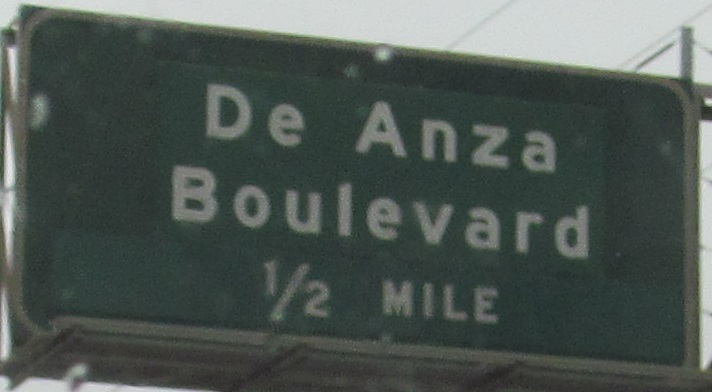 De Anza
Boulevard
1/2 MILE